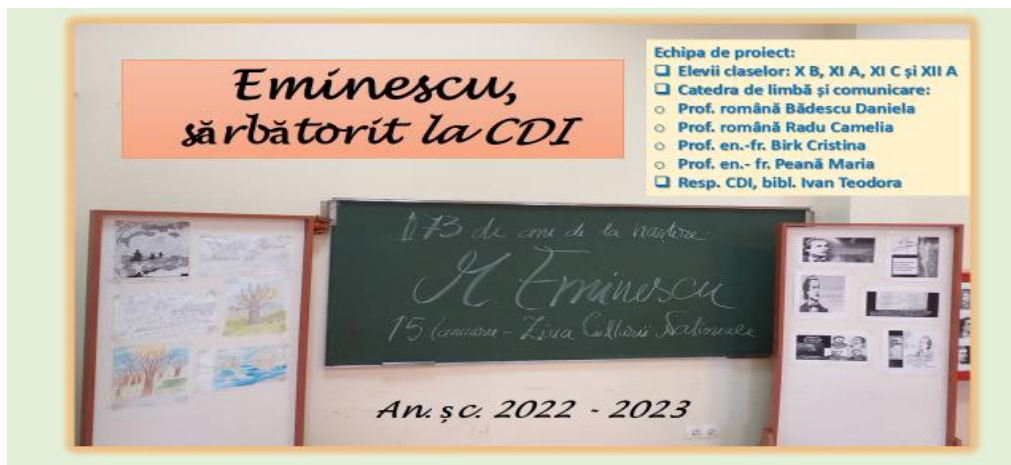 Eminescu,
sărbătorit la CDI
Echipa de proiect:
Elevii claselor: X B, XI A, XI C și XII A
Catedra de limbă și comunicare:
Prof. română Bădescu Daniela
Prof. română Radu Camelia
Prof. en.-fr. Birk Cristina
Prof. en.- fr. Peană Maria
Resp. CDI, bibl. Ivan Teodora
173 de ani de la naștere
M. Eminescu
15 Ianuarie - Ziua Culturii Naționale
An. șc. 2022 - 2023